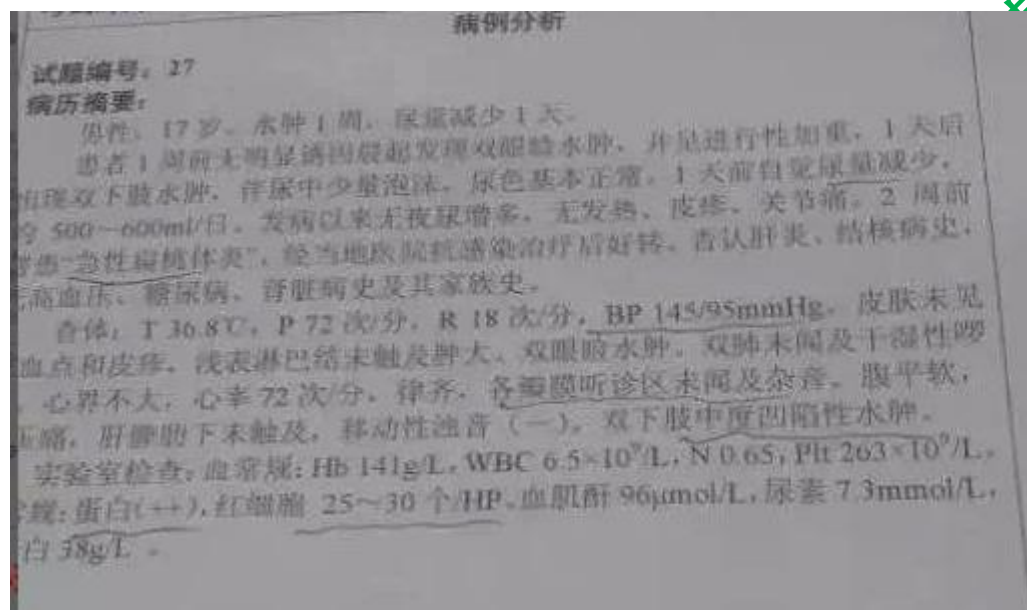 病例分析
试题编号：27
病历摘要：
男性，17岁。水肿1周，尿量减少1天。
患者1周前无明显诱因晨起发现双眼睑水肿，并呈进行性加重，1天后
出现双下肢水肿，伴尿中少量泡沫，尿色基本正常。1天前自觉尿量减少，
500～600ml/日。发病以来无夜尿增多，无发热、皮疹、关节痛。2周前
患“急性扁桃体炎”，经当地医院抗感染治疗后好转。否认肝炎、结核病史，
高血压、糖尿病、肾脏病史及其家族史。
查体：T 36.8℃，P 72次/分，R 18次/分，BP 145/95mmHg。皮肤未见
血点和皮疹，浅表淋巴结未触及肿大，双眼睑水肿。双肺未闻及干湿性啰
，心界不大，心率72次/分，律齐，各瓣膜听诊区未闻及杂音。腹平软，
压痛，肝脾肋下未触及，移动性浊音（－）。双下肢中度凹陷性水肿。
实验室检查：血常规：Hb 141g/L，WBC 6.5×10⁹/L，N 0.65，Plt 263×10⁹/L。
常规：蛋白(++)，红细胞 25～30 个/HP。血肌酐 96μmol/L，尿素 7.3mmol/L，
白 38g/L。